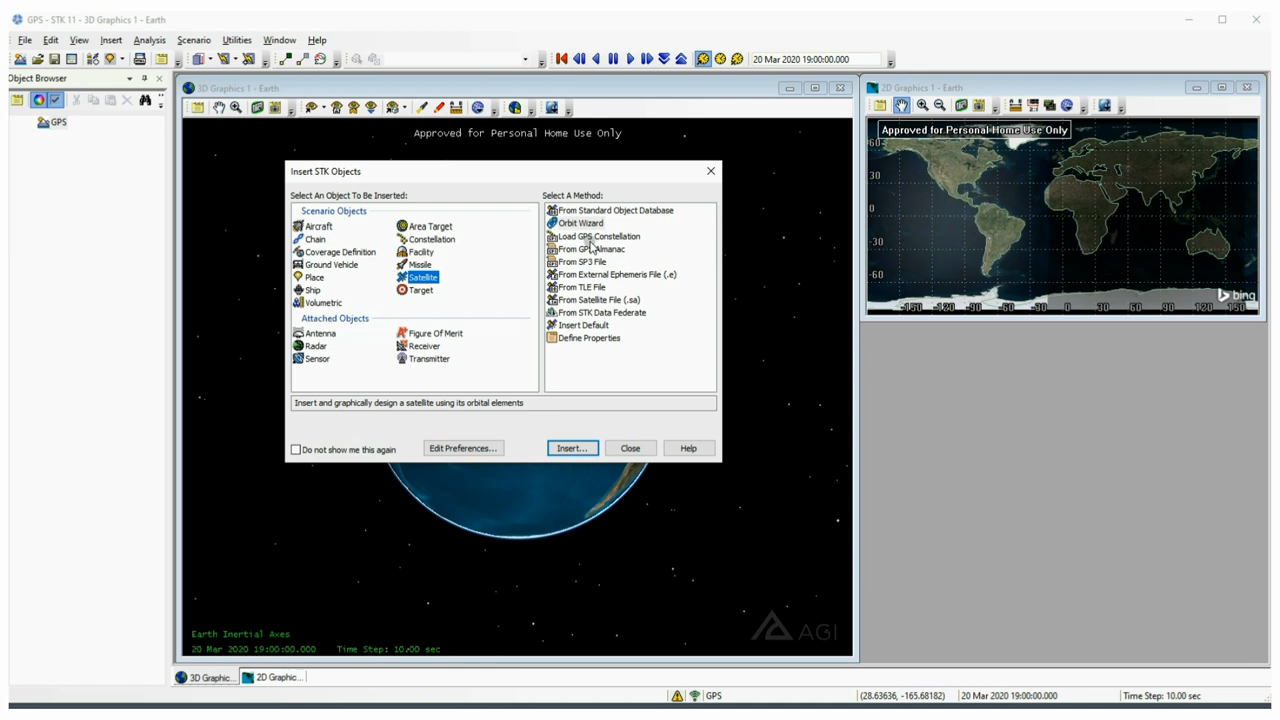 GPS - STK 11 - 3D Graphics 1 - Earth
File Edit View Insert Analysis Scenario Utilities Window Help
20 Mar 2020 19:00:00.000
Object Browser
GPS
3D Graphics 1 - Earth
Approved for Personal Home Use Only
Insert STK Objects
Select An Object To Be Inserted:
Scenario Objects
Aircraft
Area Target
Chain
Constellation
Coverage Definition
Facility
Ground Vehicle
Missile
Place
Satellite
Ship
Target
Volumetric
Attached Objects
Antenna
Figure Of Merit
Radar
Receiver
Sensor
Transmitter
Select A Method:
From Standard Object Database
Orbit Wizard
Load GPS Constellation
From GPS Almanac
From SP3 File
From External Ephemeris File (.e)
From TLE File
From Satellite File (.sa)
From STK Data Federate
Insert Default
Define Properties
Insert and graphically design a satellite using its orbital elements
Do not show me this again
Edit Preferences...
Insert...
Close
Help
Earth Inertial Axes
20 Mar 2020 19:00:00.000 Time Step: 10.00 sec
AGI
2D Graphics 1 - Earth
Approved for Personal Home Use Only
60
30
0
-30
-60
-150 -120 -90 -60 -30 0 30 60 90 120 150
bing
3D Graphic...
2D Graphic...
GPS
(28.63636, -165.68182)
20 Mar 2020 19:00:00.000
Time Step: 10.00 sec